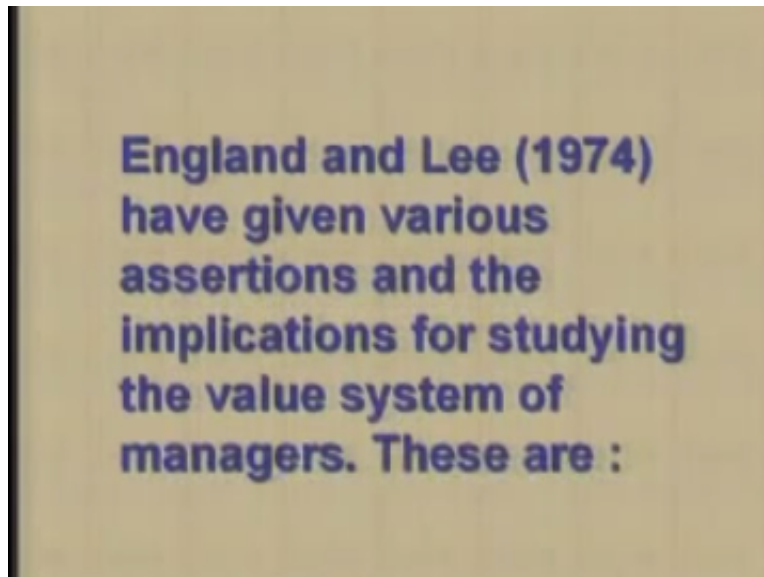 England and Lee (1974)
have given various
assertions and the
implications for studying
the value system of
managers. These are :